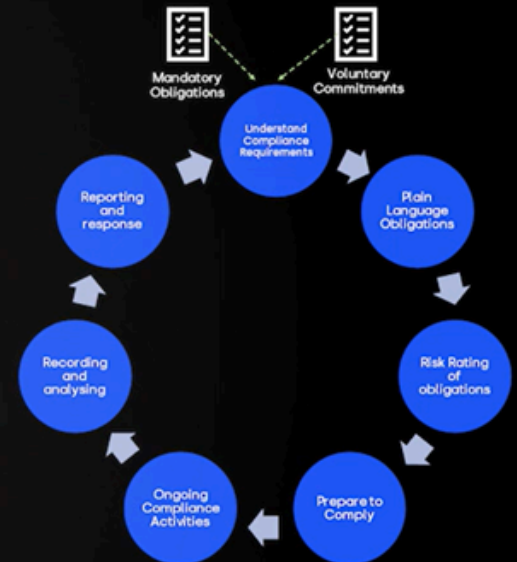 Mandatory
Obligations
Voluntary
Commitments
Understand
Compliance
Requirements
Plain
Language
Obligations
Risk Rating
of
obligations
Prepare to
Comply
Ongoing
Compliance
Activities
Recording
and
analysing
Reporting
and
response